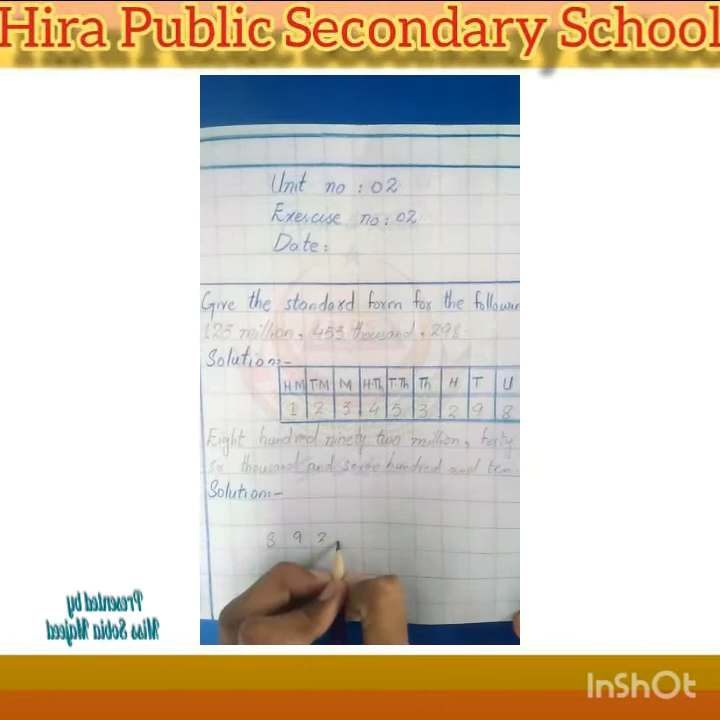 Hira Public Secondary School
Unit no : 02
Exercise no: 02
Date:
Give the standard form for the followin
123 million, 453 thousand, 298.
Solution:-
H.M T.M M H.Th T.Th Th H T U
1 2 3 4 5 3 2 9 8
Eight hundred ninety two million, forty
six thousand and seven hundred and ten.
Solution:-
8 9 2,
Presented by
Miss Sobia Majeed
InShOt